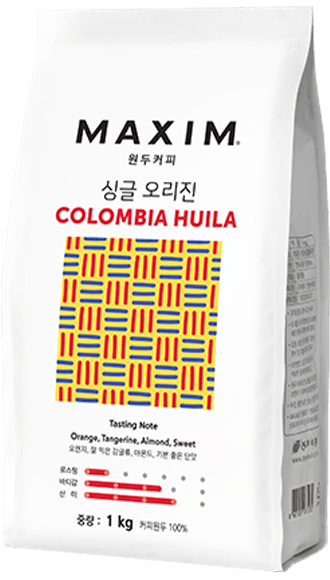 MAXIM®
원두커피
싱글 오리진
COLOMBIA HUILA
Tasting Note
Orange, Tangerine, Almond, Sweet
오렌지, 잘 익은 감귤류, 아몬드, 기분 좋은 단맛
로스팅
바디감
산 미
중량 : 1 kg 커피원두 100%